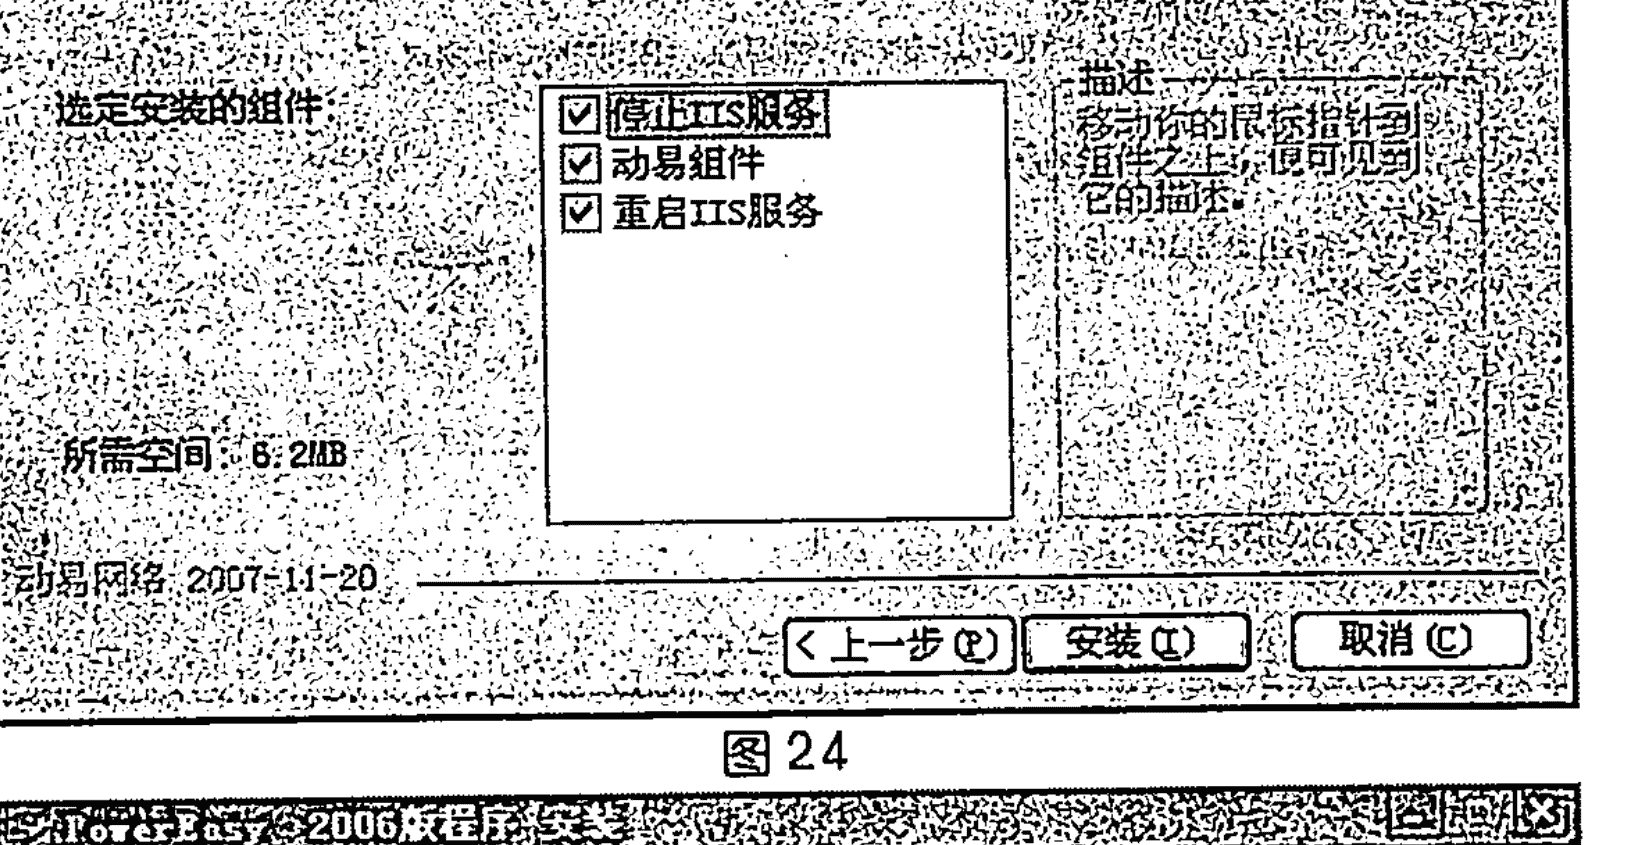 选定安装的组件:
停止IIS服务
动易组件
重启IIS服务
描述
移动你的鼠标指针到
组件之上，便可见到
它的描述。
所需空间: 6.2MB
动易网络 2007-11-20
< 上一步(P)
安装(I)
取消(C)
图24
PowerEasy 2006版程序 安装